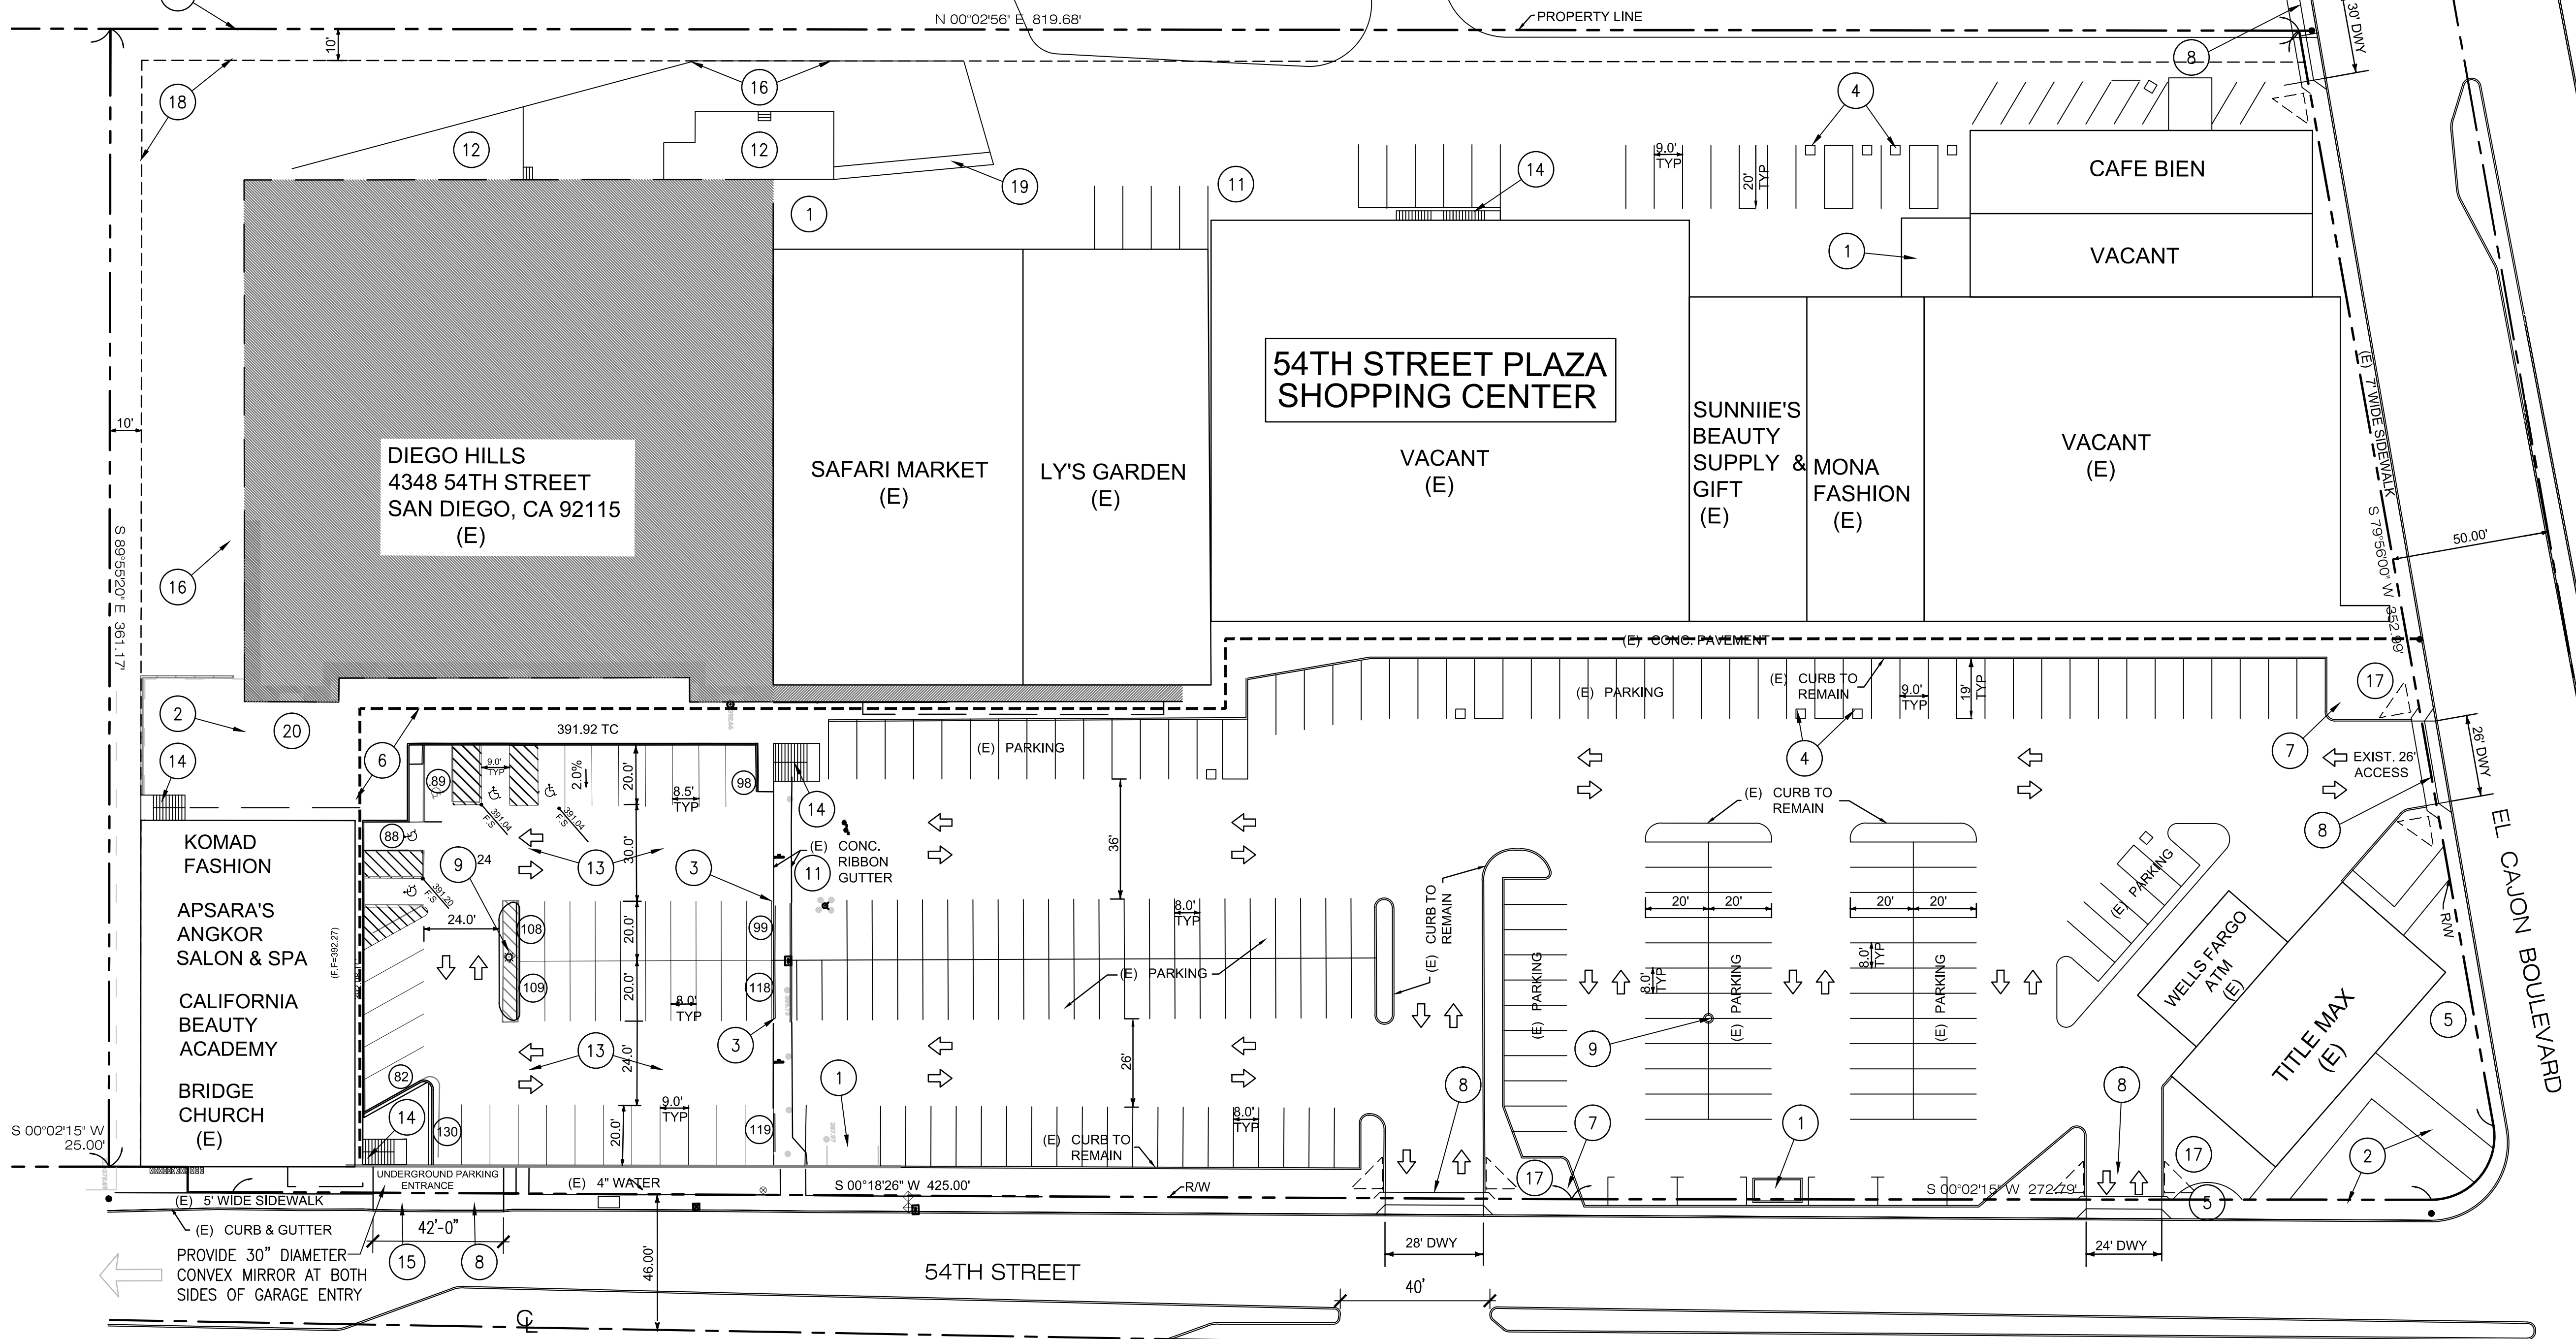 N 00°02'56" E 819.68'
PROPERTY LINE
30' DWY
10'
8
18
16
4
12
12
9.0'
TYP
20'
TYP
14
11
19
1
CAFE BIEN
VACANT
1
54TH STREET PLAZA
SHOPPING CENTER
(E) 7' WIDE SIDEWALK
10'
DIEGO HILLS
4348 54TH STREET
SAN DIEGO, CA 92115
(E)
SAFARI MARKET
(E)
LY'S GARDEN
(E)
VACANT
(E)
SUNNIIE'S
BEAUTY
SUPPLY &
GIFT
(E)
MONA
FASHION
(E)
VACANT
(E)
S 79°56'00" W 352.99'
50.00'
S 89°55'20" E 361.17'
16
(E) CONC. PAVEMENT
2
20
391.92 TC
(E) PARKING
(E) PARKING
(E) CURB TO
REMAIN
9.0'
TYP
19'
TYP
17
6
14
4
7
EXIST. 26'
ACCESS
26' DWY
8
89
9.0'
TYP
2.0%
20.0'
8.5'
TYP
98
14
391.04
F.S
391.04
F.S
(E) CURB TO
REMAIN
KOMAD
FASHION
APSARA'S
ANGKOR
SALON & SPA
CALIFORNIA
BEAUTY
ACADEMY
BRIDGE
CHURCH
(E)
(F.F=392.27)
88
9
24
13
30.0'
3
(E) CONC.
RIBBON
GUTTER
11
36'
391.20
F.S
24.0'
108
20.0'
99
8.0'
TYP
(E) CURB TO
REMAIN
20'
20'
20'
20'
(E) PARKING
WELLS FARGO
ATM
(E)
R/W
EL CAJON BOULEVARD
109
20.0'
8.0'
TYP
118
(E) PARKING
(E) PARKING
8.0'
TYP
(E) PARKING
8.0'
TYP
(E) PARKING
TITLE MAX
(E)
5
13
24.0'
3
1
26'
9
8
8
82
14
130
9.0'
TYP
20.0'
119
(E) CURB TO
REMAIN
8.0'
TYP
7
1
17
17
2
S 00°02'15" W
25.00'
UNDERGROUND PARKING
ENTRANCE
(E) 4" WATER
S 00°18'26" W 425.00'
R/W
S 00°02'15" W 272.79'
5
(E) 5' WIDE SIDEWALK
(E) CURB & GUTTER
42'-0"
28' DWY
24' DWY
PROVIDE 30" DIAMETER
CONVEX MIRROR AT BOTH
SIDES OF GARAGE ENTRY
15
8
46.00'
54TH STREET
40'
CL